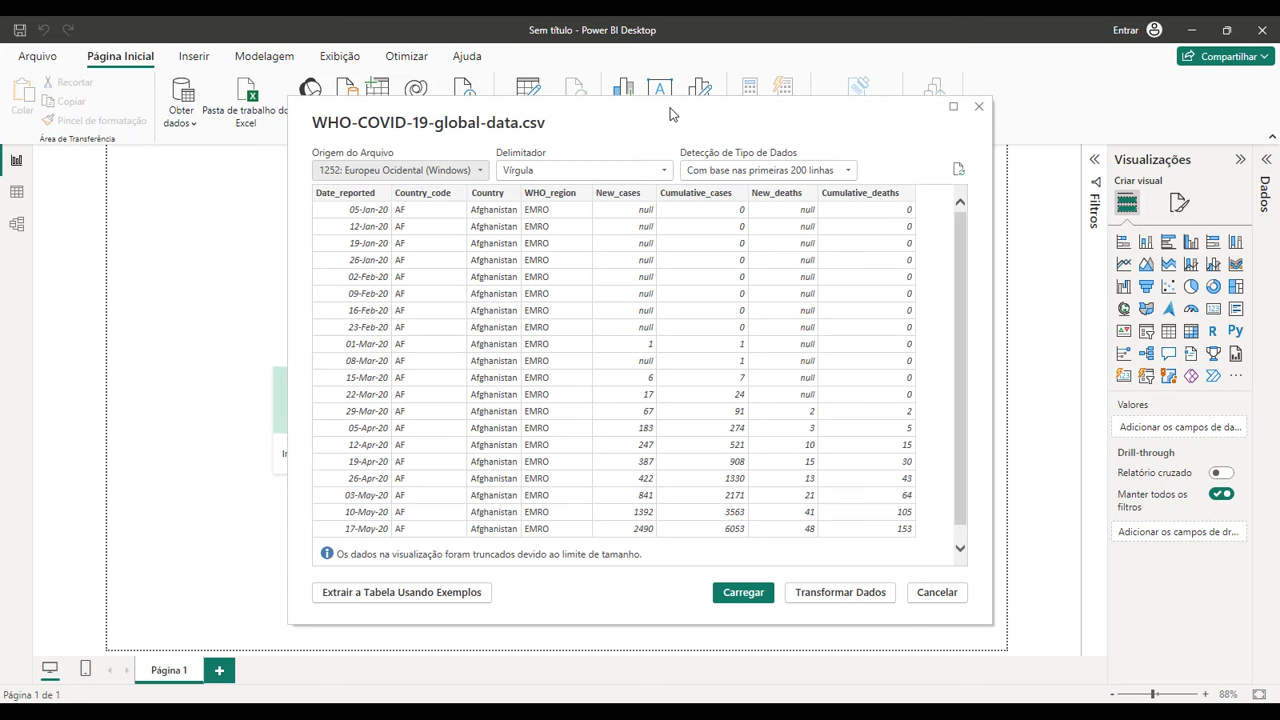 Sem título - Power BI Desktop
Entrar
Arquivo
Página Inicial
Inserir
Modelagem
Exibição
Otimizar
Ajuda
Compartilhar
Colar
Recortar
Copiar
Pincel de formatação
Área de Transferência
Obter dados
Pasta de trabalho do Excel
WHO-COVID-19-global-data.csv
Origem do Arquivo
1252: Europeu Ocidental (Windows)
Delimitador
Vírgula
Detecção de Tipo de Dados
Com base nas primeiras 200 linhas
Date_reported Country_code Country WHO_region New_cases Cumulative_cases New_deaths Cumulative_deaths
05-Jan-20 AF Afghanistan EMRO null 0 null 0
12-Jan-20 AF Afghanistan EMRO null 0 null 0
19-Jan-20 AF Afghanistan EMRO null 0 null 0
26-Jan-20 AF Afghanistan EMRO null 0 null 0
02-Feb-20 AF Afghanistan EMRO null 0 null 0
09-Feb-20 AF Afghanistan EMRO null 0 null 0
16-Feb-20 AF Afghanistan EMRO null 0 null 0
23-Feb-20 AF Afghanistan EMRO null 0 null 0
01-Mar-20 AF Afghanistan EMRO 1 1 null 0
08-Mar-20 AF Afghanistan EMRO null 1 null 0
15-Mar-20 AF Afghanistan EMRO 6 7 null 0
22-Mar-20 AF Afghanistan EMRO 17 24 null 0
29-Mar-20 AF Afghanistan EMRO 67 91 2 2
05-Apr-20 AF Afghanistan EMRO 183 274 3 5
12-Apr-20 AF Afghanistan EMRO 247 521 10 15
19-Apr-20 AF Afghanistan EMRO 387 908 15 30
26-Apr-20 AF Afghanistan EMRO 422 1330 13 43
03-May-20 AF Afghanistan EMRO 841 2171 21 64
10-May-20 AF Afghanistan EMRO 1392 3563 41 105
17-May-20 AF Afghanistan EMRO 2490 6053 48 153
Os dados na visualização foram truncados devido ao limite de tamanho.
Extrair a Tabela Usando Exemplos
Carregar
Transformar Dados
Cancelar
Filtros
Visualizações
Criar visual
R
Py
Valores
Adicionar os campos de da...
Drill-through
Relatório cruzado
Manter todos os
filtros
Adicionar os campos de dr...
Dados
Página 1
Página 1 de 1
88%